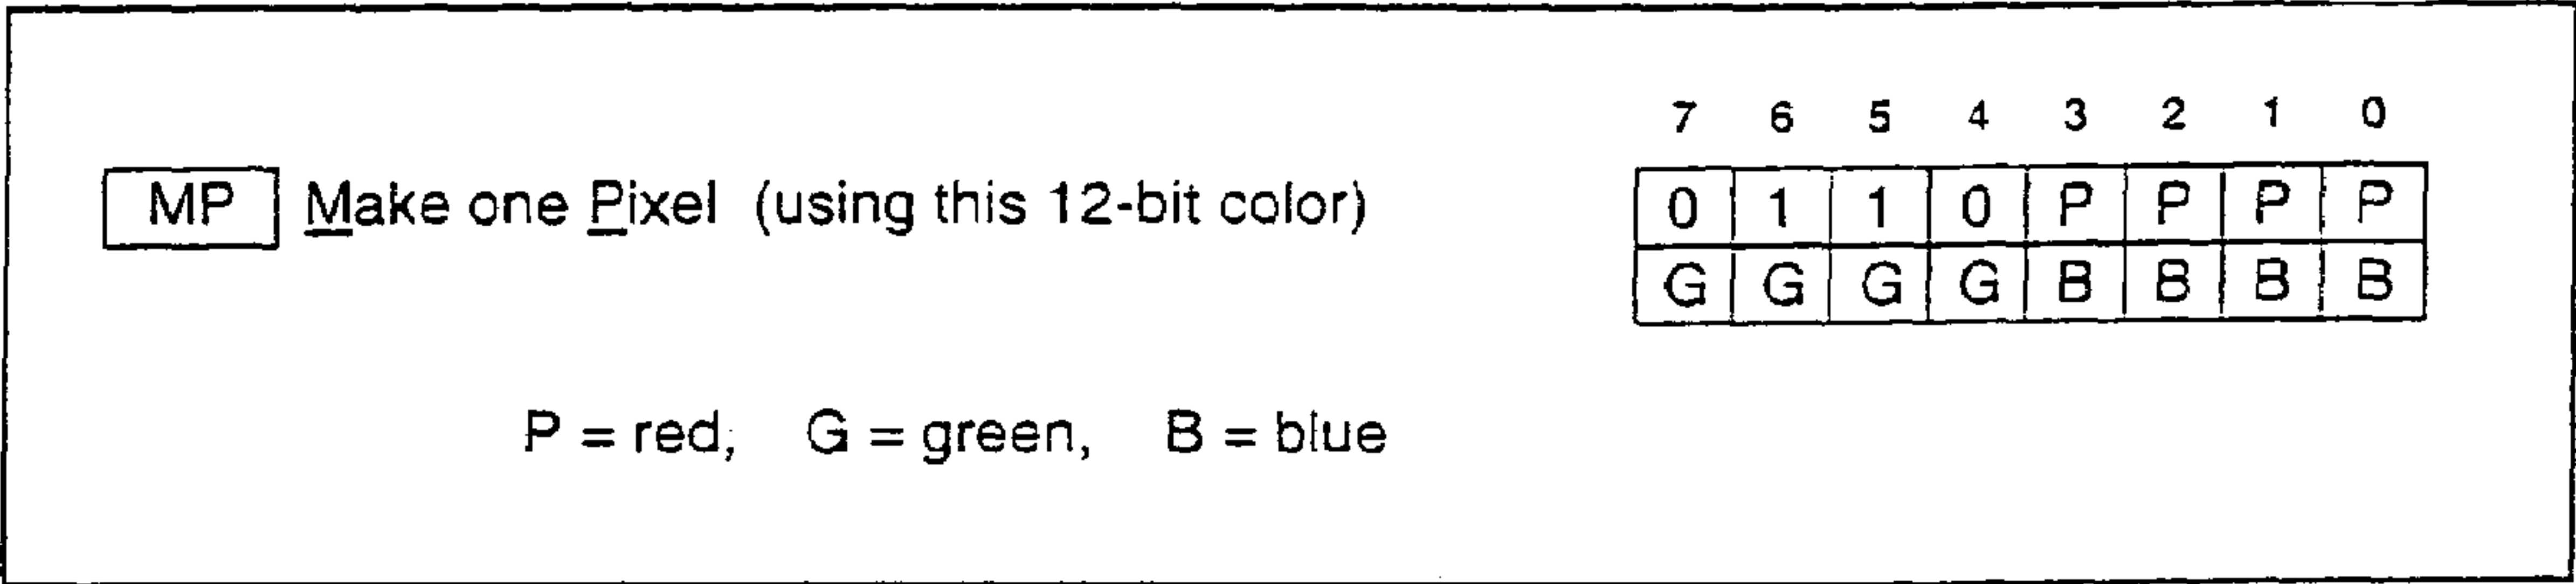 7 6 5 4 3 2 1 0
MP Make one Pixel (using this 12-bit color) 0 1 1 0 P P P P
G G G G B B B B
P = red, G = green, B = blue